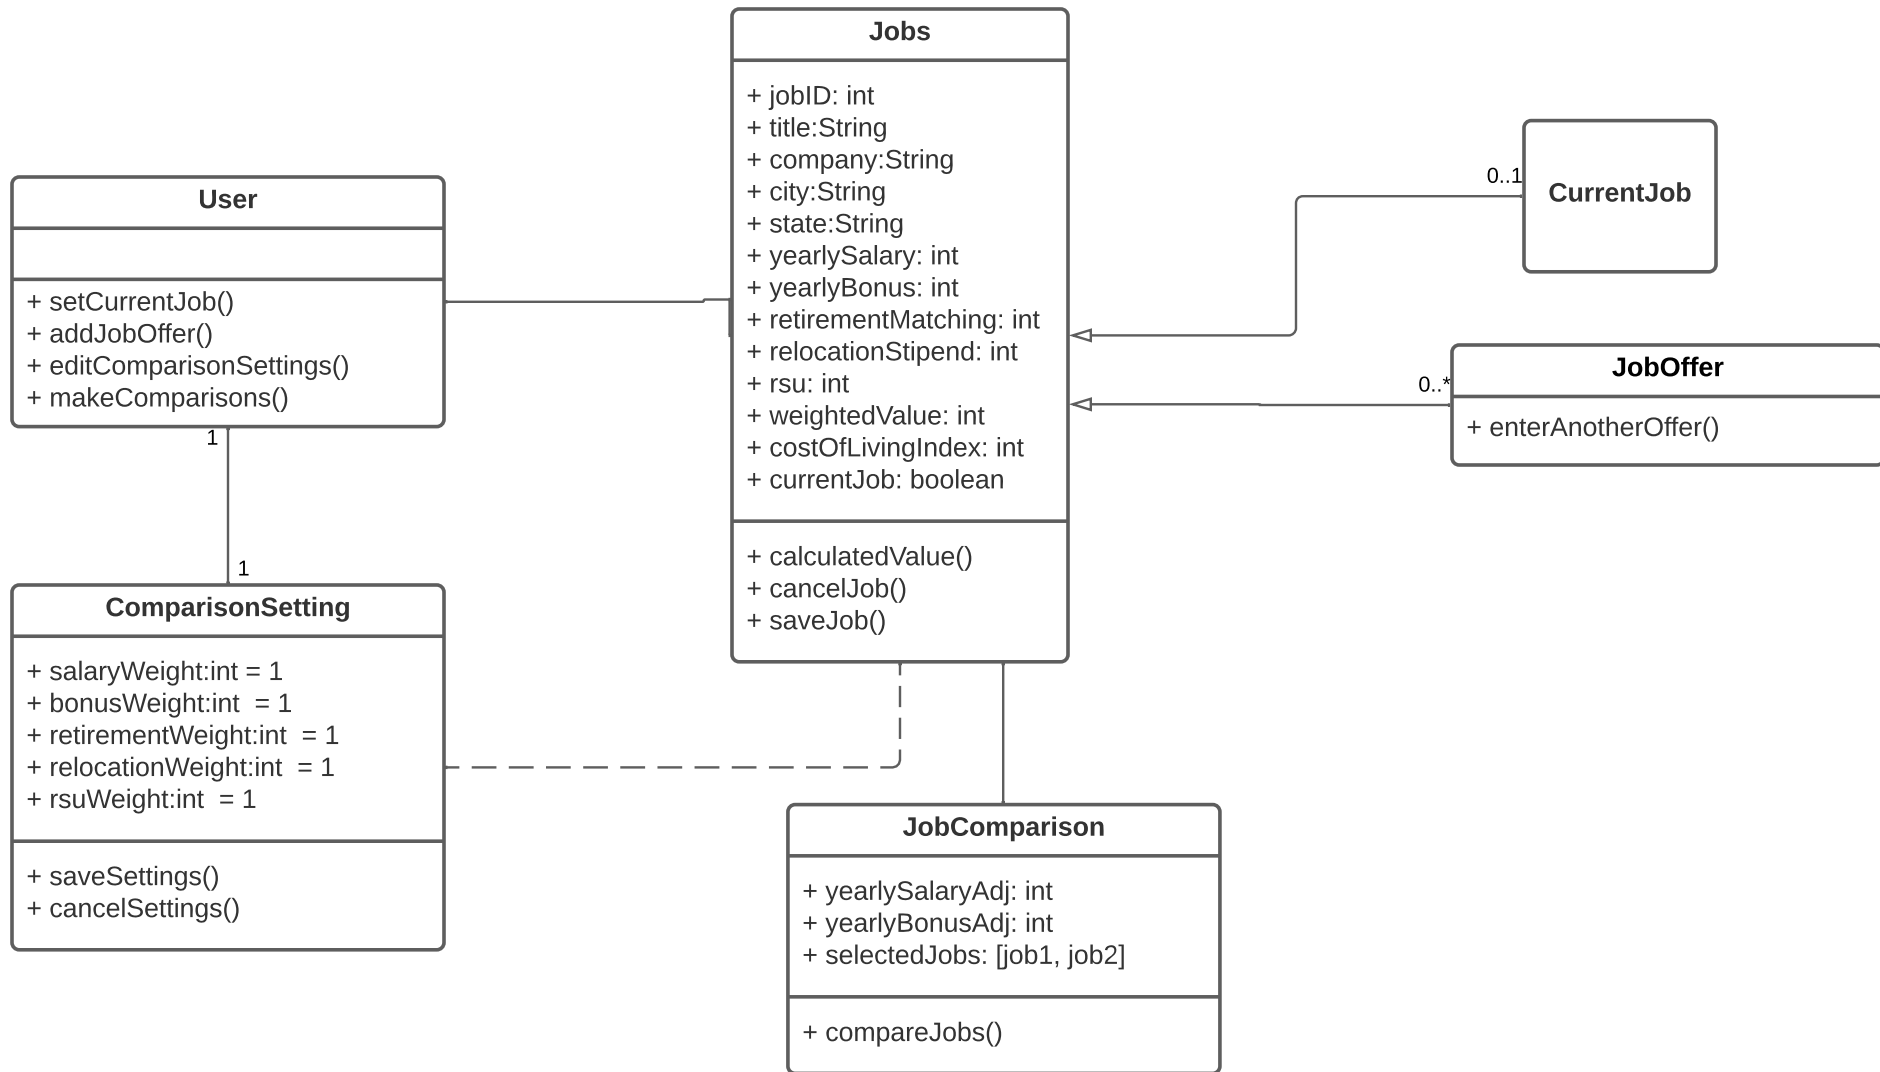 Jobs
+ jobID: int
+ title:String
+ company:String
+ city:String
+ state:String
+ yearlySalary: int
+ yearlyBonus: int
+ retirementMatching: int
+ relocationStipend: int
+ rsu: int
+ weightedValue: int
+ costOfLivingIndex: int
+ currentJob: boolean
+ calculatedValue()
+ cancelJob()
+ saveJob()
User
+ setCurrentJob()
+ addJobOffer()
+ editComparisonSettings()
+ makeComparisons()
1
1
ComparisonSetting
+ salaryWeight:int = 1
+ bonusWeight:int  = 1
+ retirementWeight:int  = 1
+ relocationWeight:int  = 1
+ rsuWeight:int  = 1
+ saveSettings()
+ cancelSettings()
0..1
CurrentJob
0..*
JobOffer
+ enterAnotherOffer()
JobComparison
+ yearlySalaryAdj: int
+ yearlyBonusAdj: int
+ selectedJobs: [job1, job2]
+ compareJobs()